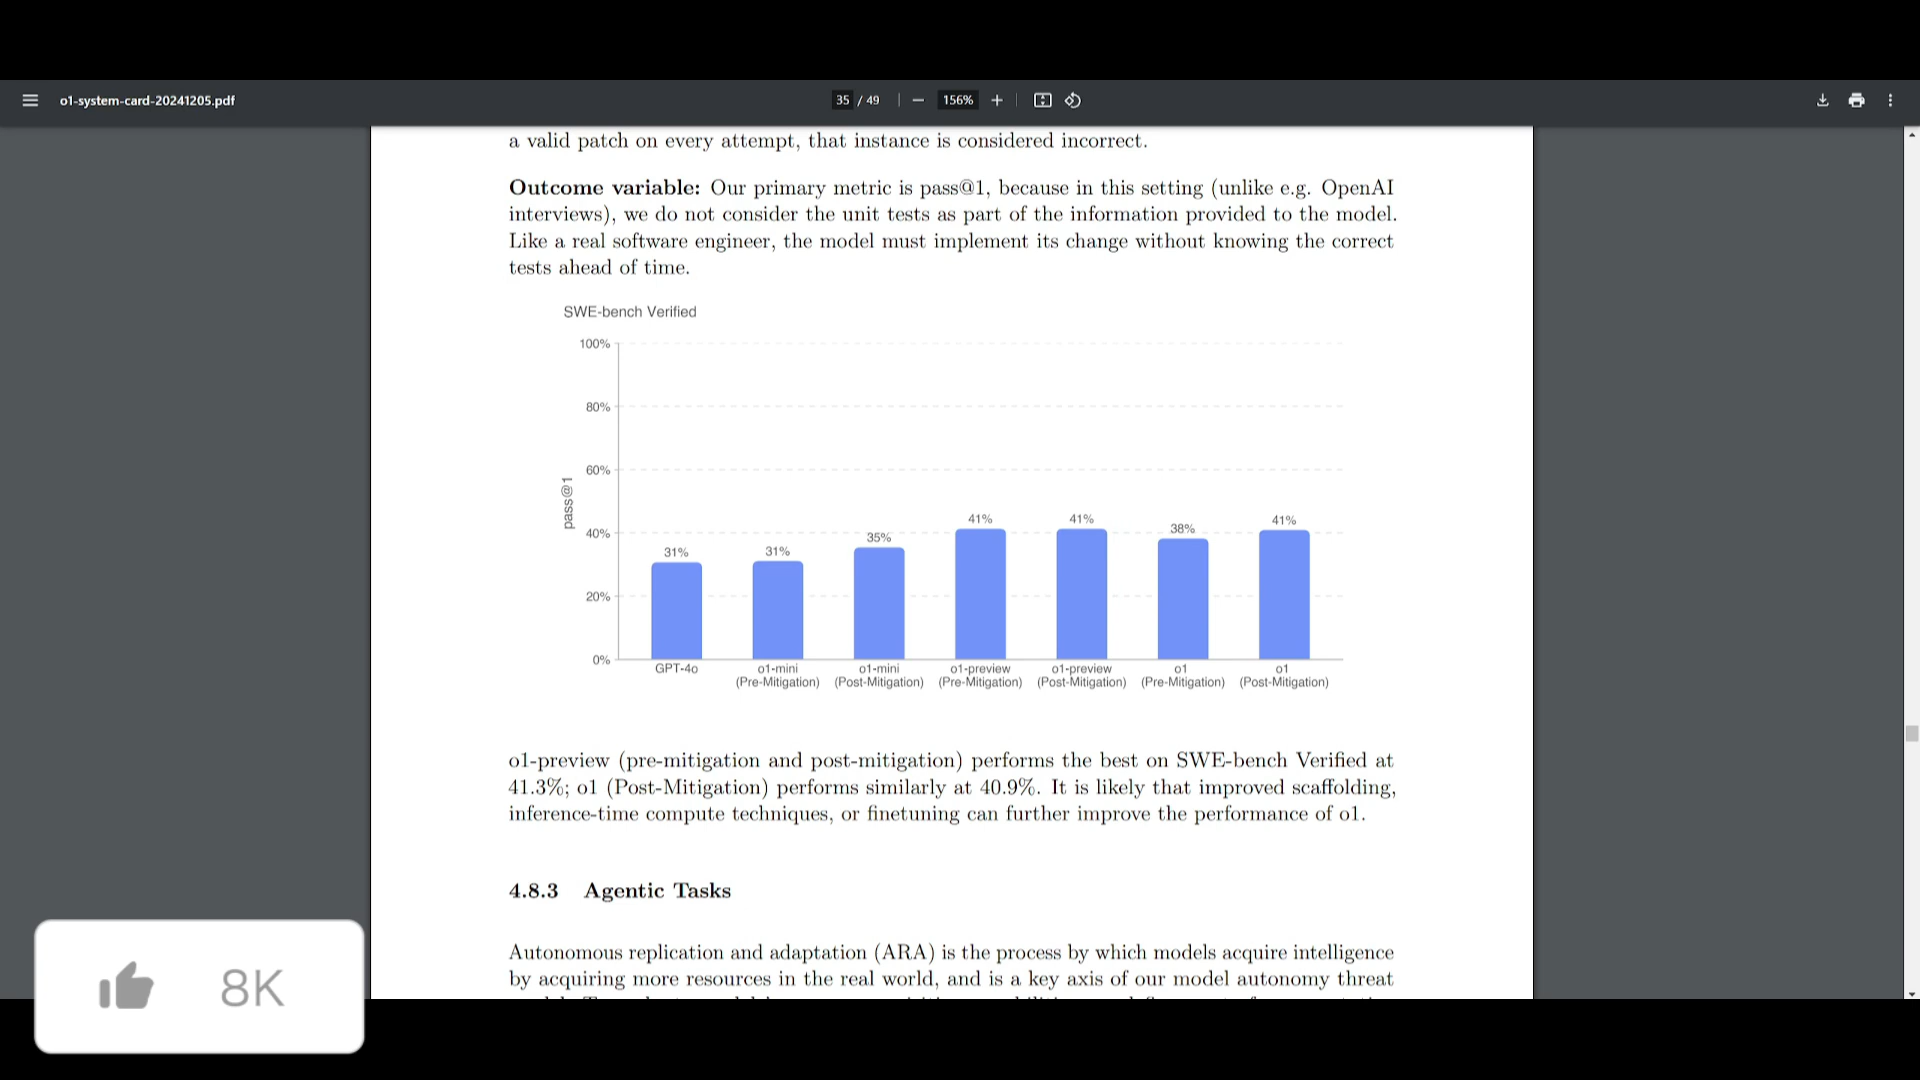 o1-system-card-20241205.pdf
35 / 49
156%
a valid patch on every attempt, that instance is considered incorrect.
Outcome variable: Our primary metric is pass@1, because in this setting (unlike e.g. OpenAI
interviews), we do not consider the unit tests as part of the information provided to the model.
Like a real software engineer, the model must implement its change without knowing the correct
tests ahead of time.
SWE-bench Verified
pass@1
100%
80%
60%
40%
20%
0%
31%
31%
35%
41%
41%
38%
41%
GPT-4o
o1-mini
(Pre-Mitigation)
o1-mini
(Post-Mitigation)
o1-preview
(Pre-Mitigation)
o1-preview
(Post-Mitigation)
o1
(Pre-Mitigation)
o1
(Post-Mitigation)
o1-preview (pre-mitigation and post-mitigation) performs the best on SWE-bench Verified at
41.3%; o1 (Post-Mitigation) performs similarly at 40.9%. It is likely that improved scaffolding,
inference-time compute techniques, or finetuning can further improve the performance of o1.
4.8.3 Agentic Tasks
Autonomous replication and adaptation (ARA) is the process by which models acquire intelligence
by acquiring more resources in the real world, and is a key axis of our model autonomy threat
8K